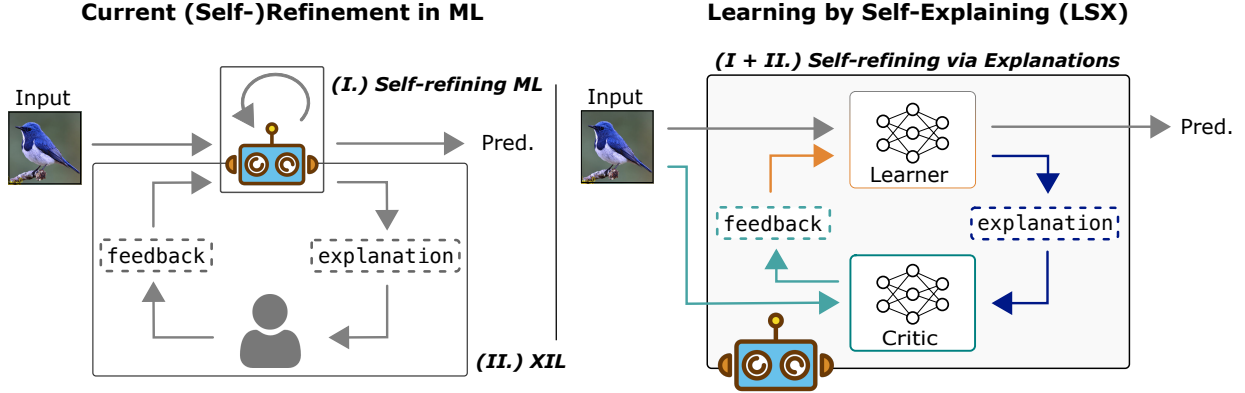 Current (Self-)Refinement in ML
(I.) Self-refining ML
Input
Pred.
feedback
explanation
(II.) XIL
Learning by Self-Explaining (LSX)
(I + II.) Self-refining via Explanations
Input
Learner
Pred.
feedback
explanation
Critic